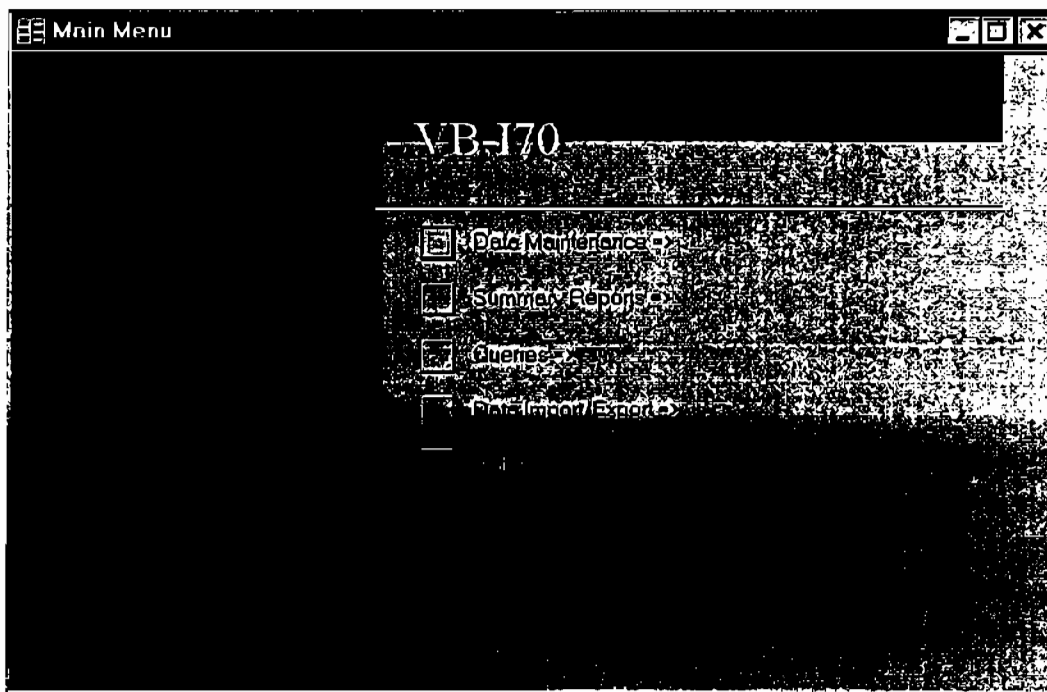 Main Menu
VB-I70
Data Maintenance =>
Summary Reports =>
Queries =>
Data Import/Export =>